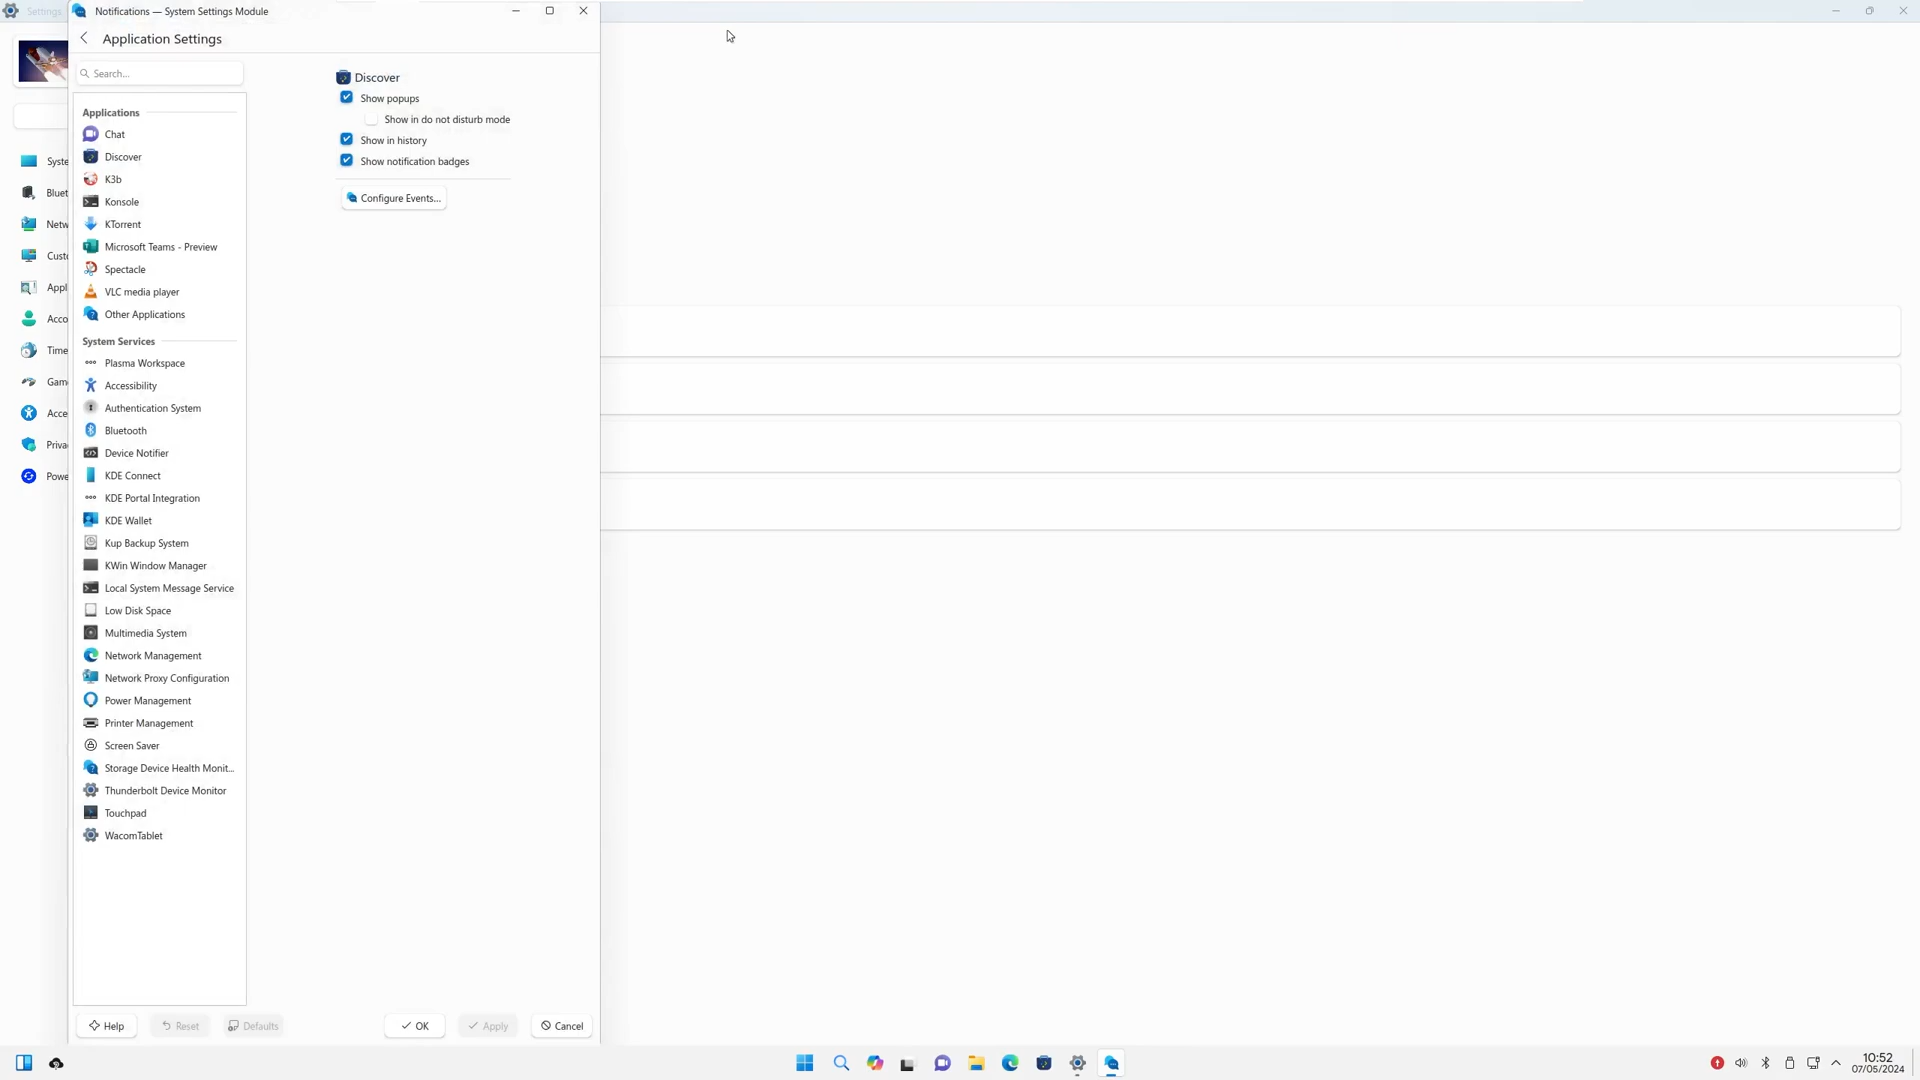 Settings
Notifications — System Settings Module
Application Settings
Search...
Discover
Show popups
Show in do not disturb mode
Show in history
Show notification badges
Configure Events...
Applications
Chat
Discover
K3b
Konsole
KTorrent
Microsoft Teams - Preview
Spectacle
VLC media player
Other Applications
System Services
Plasma Workspace
Accessibility
Authentication System
Bluetooth
Device Notifier
KDE Connect
KDE Portal Integration
KDE Wallet
Kup Backup System
KWin Window Manager
Local System Message Service
Low Disk Space
Multimedia System
Network Management
Network Proxy Configuration
Power Management
Printer Management
Screen Saver
Storage Device Health Monit...
Thunderbolt Device Monitor
Touchpad
WacomTablet
Syste
Bluet
Netw
Custo
Appl
Acco
Time
Gam
Acce
Priva
Powe
Help
Reset
Defaults
OK
Apply
Cancel
10:52
07/05/2024